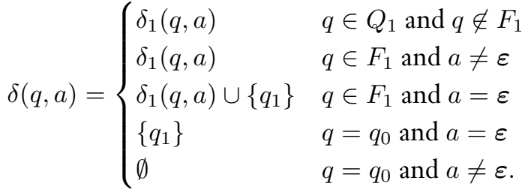 δ₁(q, a) q ∈ Q₁ and q ∉ F₁
δ₁(q, a) q ∈ F₁ and a ≠ ε
δ(q, a) = { δ₁(q, a) ∪ {q₁} q ∈ F₁ and a = ε
{q₁} q = q₀ and a = ε
∅ q = q₀ and a ≠ ε.